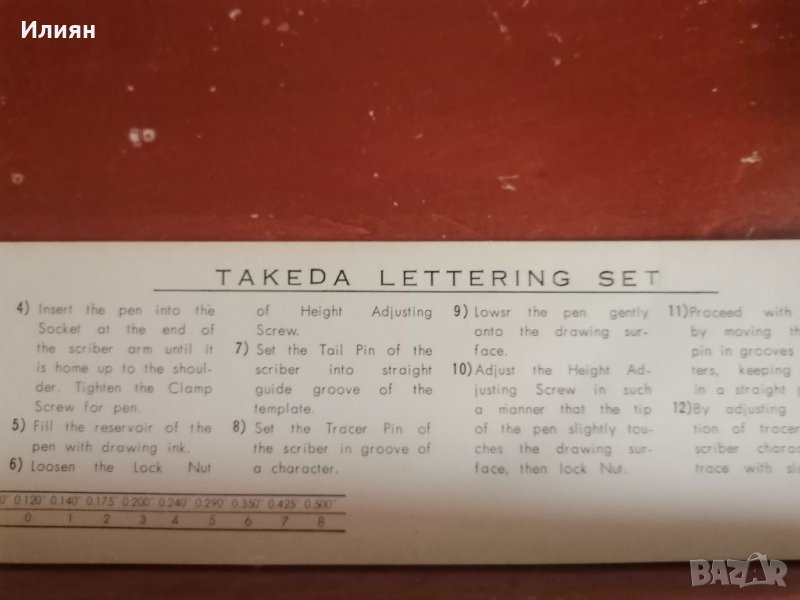 Илиян
TAKEDA LETTERING SET
4) Insert the pen into the
Socket at the end of
the scriber arm until it
is home up to the shoul-
der. Tighten the Clamp
Screw for pen.
5) Fill the reservoir of the
pen with drawing ink.
6) Loosen the Lock Nut
of Height Adjusting
Screw.
7) Set the Tail Pin of the
scriber into straight
guide groove of the
template.
8) Set the Tracer Pin of
the scriber in groove of
a character.
9) Lowsr the pen gently
onto the drawing sur-
face.
10) Adjust the Height Ad-
justing Screw in such
a manner that the tip
of the pen slightly tou-
ches the drawing sur-
face, then lock Nut.
11) Proceed with
by moving
pin in grooves
keeping
in a straight
12) By adjusting
of tracer
scriber
trace with
0.120" 0.140" 0.175" 0.200" 0.240" 0.290" 0.350" 0.425" 0.500"
0 1 2 3 4 5 6 7 8
BAZAR